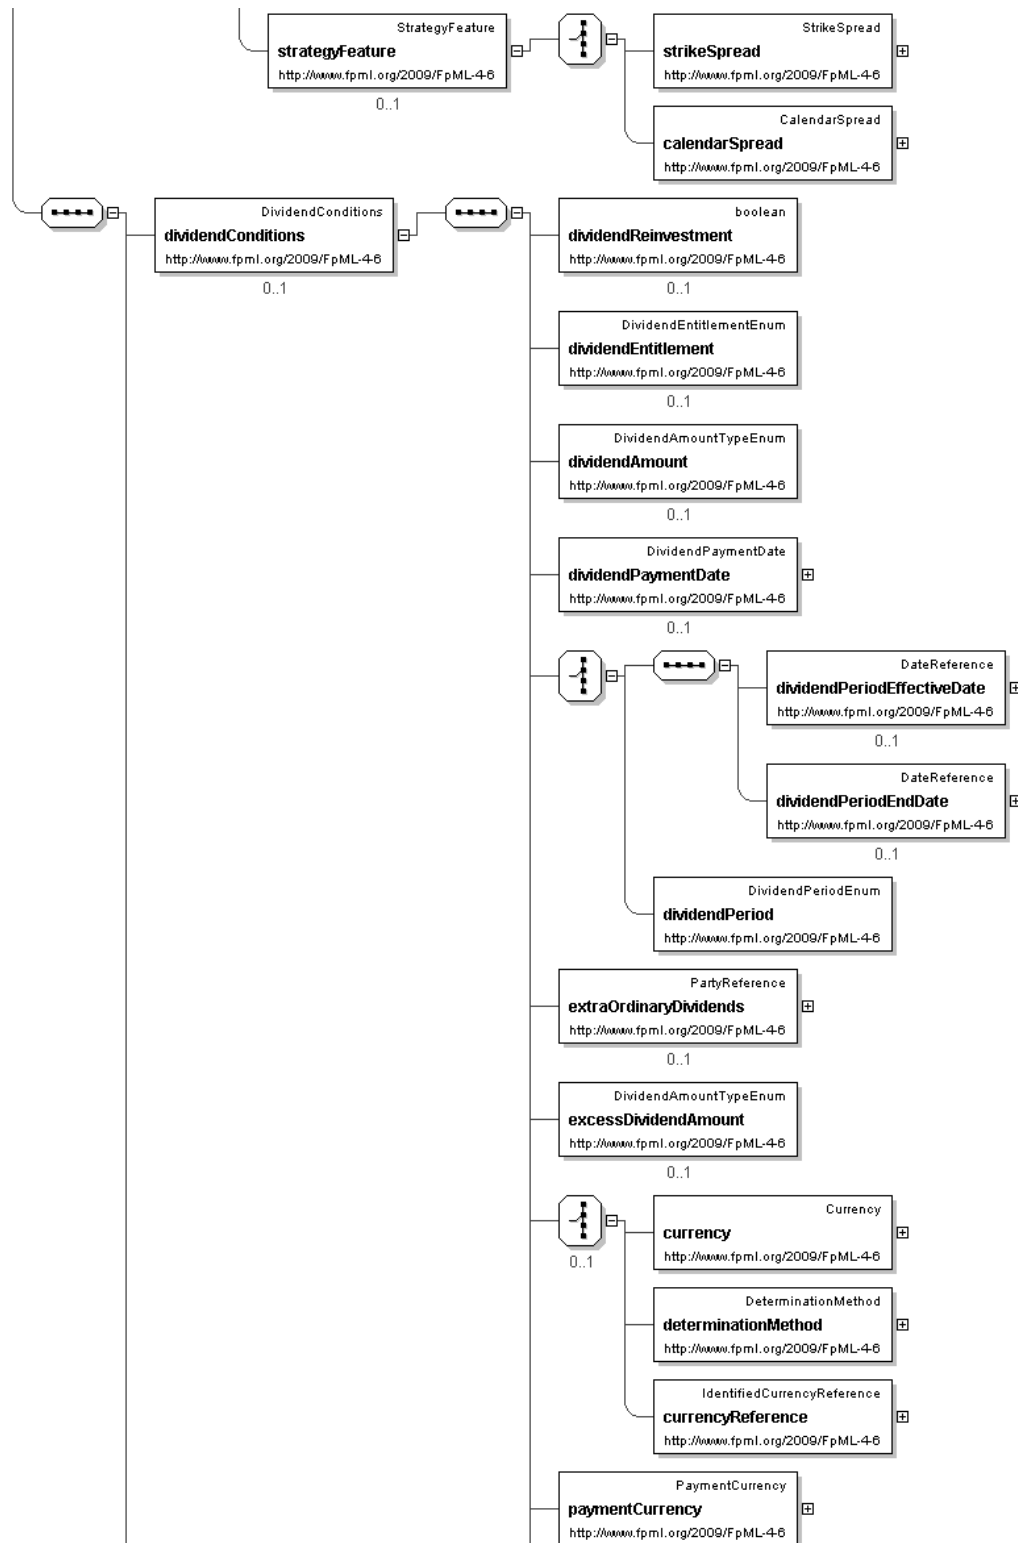 StrategyFeature
strategyFeature
http://www.fpml.org/2009/FpML-4-6
0..1
StrikeSpread
strikeSpread
http://www.fpml.org/2009/FpML-4-6
CalendarSpread
calendarSpread
http://www.fpml.org/2009/FpML-4-6
DividendConditions
dividendConditions
http://www.fpml.org/2009/FpML-4-6
0..1
boolean
dividendReinvestment
http://www.fpml.org/2009/FpML-4-6
0..1
DividendEntitlementEnum
dividendEntitlement
http://www.fpml.org/2009/FpML-4-6
0..1
DividendAmountTypeEnum
dividendAmount
http://www.fpml.org/2009/FpML-4-6
0..1
DividendPaymentDate
dividendPaymentDate
http://www.fpml.org/2009/FpML-4-6
0..1
DateReference
dividendPeriodEffectiveDate
http://www.fpml.org/2009/FpML-4-6
0..1
DateReference
dividendPeriodEndDate
http://www.fpml.org/2009/FpML-4-6
0..1
DividendPeriodEnum
dividendPeriod
http://www.fpml.org/2009/FpML-4-6
PartyReference
extraOrdinaryDividends
http://www.fpml.org/2009/FpML-4-6
0..1
DividendAmountTypeEnum
excessDividendAmount
http://www.fpml.org/2009/FpML-4-6
0..1
0..1
Currency
currency
http://www.fpml.org/2009/FpML-4-6
DeterminationMethod
determinationMethod
http://www.fpml.org/2009/FpML-4-6
IdentifiedCurrencyReference
currencyReference
http://www.fpml.org/2009/FpML-4-6
PaymentCurrency
paymentCurrency
http://www.fpml.org/2009/FpML-4-6